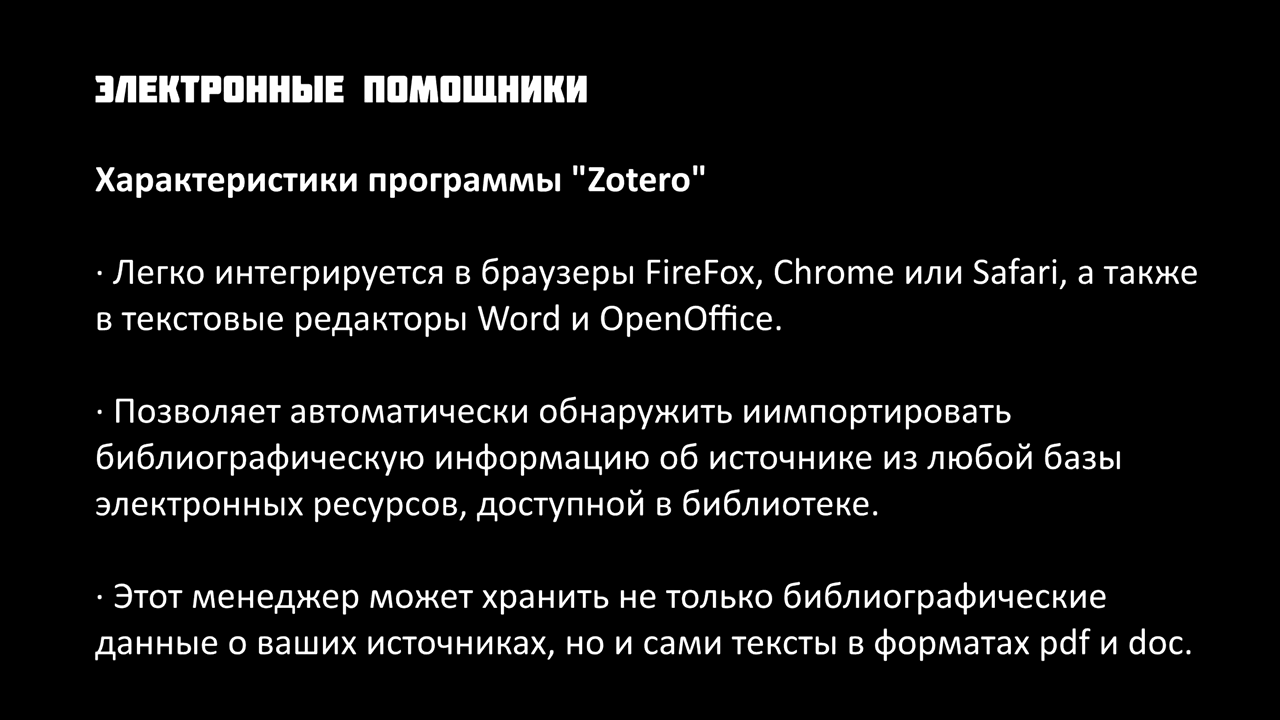 ЭЛЕКТРОННЫЕ ПОМОЩНИКИ
Характеристики программы "Zotero"
· Легко интегрируется в браузеры FireFox, Chrome или Safari, а также
в текстовые редакторы Word и OpenOffice.
· Позволяет автоматически обнаружить иимпортировать
библиографическую информацию об источнике из любой базы
электронных ресурсов, доступной в библиотеке.
· Этот менеджер может хранить не только библиографические
данные о ваших источниках, но и сами тексты в форматах pdf и doc.